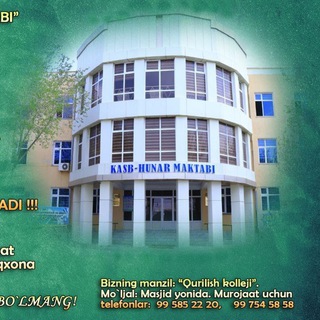 BI"
KASB-HUNAR MAKTABI
ADI !!!
at
qxona
Bizning manzil: "Qurilish kolleji".
Mo`ljal: Masjid yonida. Murojaat uchun
telefonlar: 99 585 22 20, 99 754 58 58
BO`LMANG!